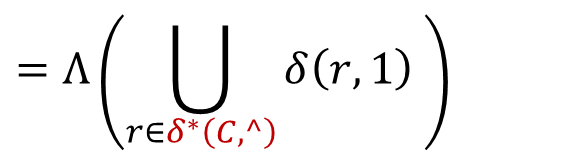 = Λ(⋃_{r∈δ*(C,^)} δ(r,1))